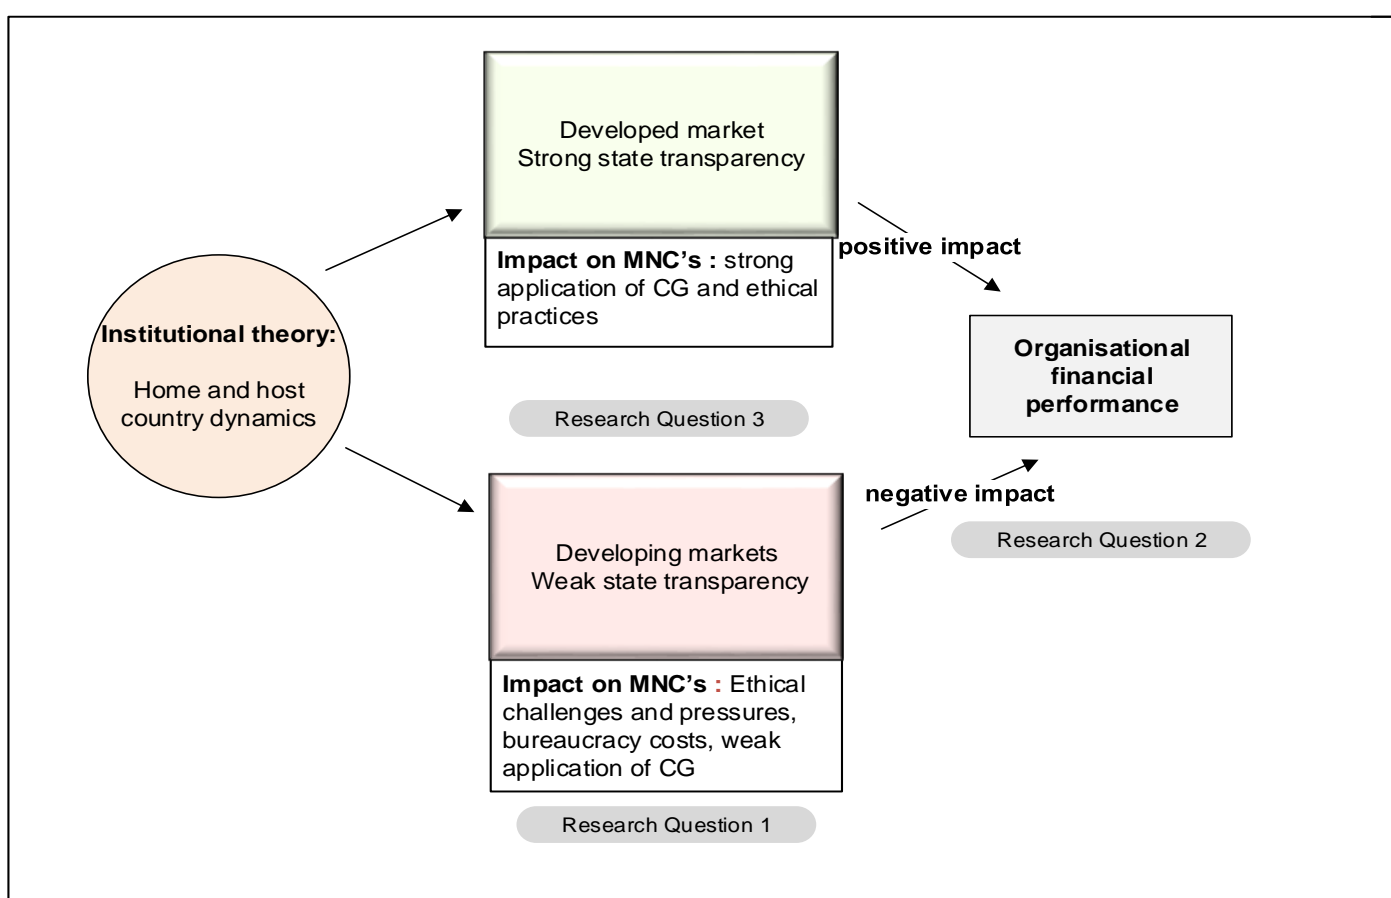 Developed market
Strong state transparency
Impact on MNC’s : strong
application of CG and ethical
practices
positive impact
Institutional theory:
Home and host
country dynamics
Organisational
financial
performance
Research Question 3
negative impact
Research Question 2
Developing markets
Weak state transparency
Impact on MNC’s : Ethical
challenges and pressures,
bureaucracy costs, weak
application of CG
Research Question 1